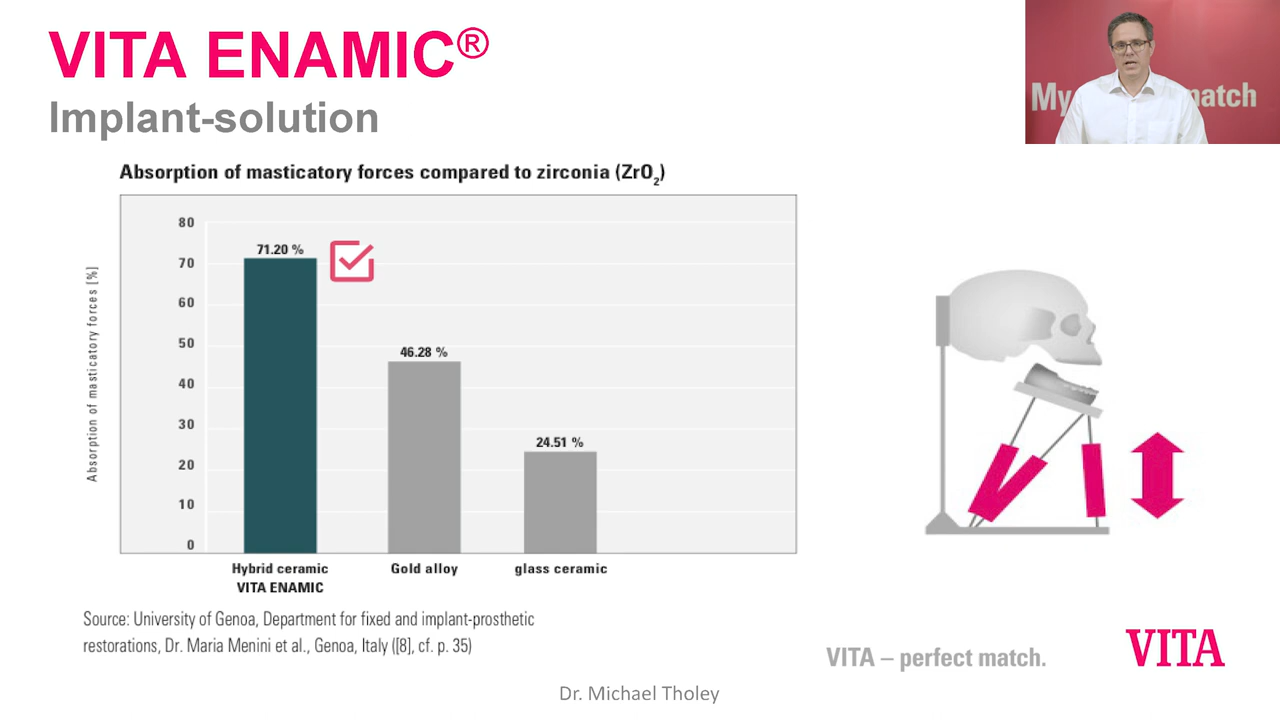 VITA ENAMIC®
Implant-solution
My match
Absorption of masticatory forces compared to zirconia (ZrO₂)
Absorption of masticatory forces [%]
80
70
60
50
40
30
20
10
0
71.20 %
46.28 %
24.51 %
Hybrid ceramic
VITA ENAMIC
Gold alloy
glass ceramic
Source: University of Genoa, Department for fixed and implant-prosthetic
restorations, Dr. Maria Menini et al., Genoa, Italy ([8], cf. p. 35)
VITA – perfect match.
VITA
Dr. Michael Tholey